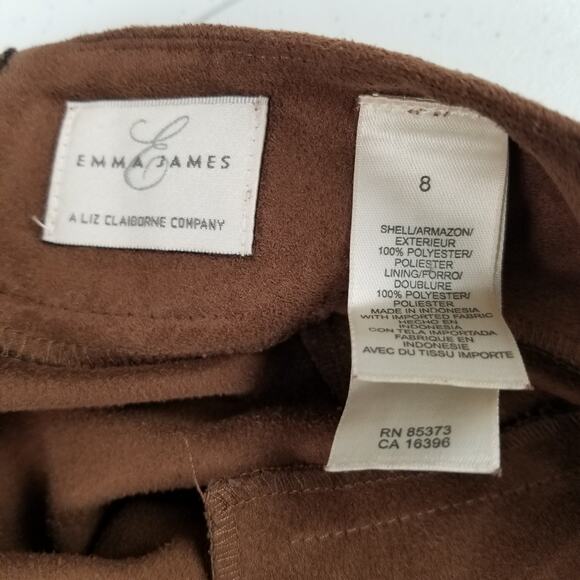 E
EMMA JAMES
A LIZ CLAIBORNE COMPANY
8
SHELL/ARMAZON/
EXTERIEUR
100% POLYESTER/
POLIESTER
LINING/FORRO/
DOUBLURE
100% POLYESTER/
POLIESTER
MADE IN INDONESIA
WITH IMPORTED FABRIC
HECHO EN
INDONESIA
CON TELA IMPORTADA
FABRIQUE EN
INDONESIE
AVEC DU TISSU IMPORTE
RN 85373
CA 16396